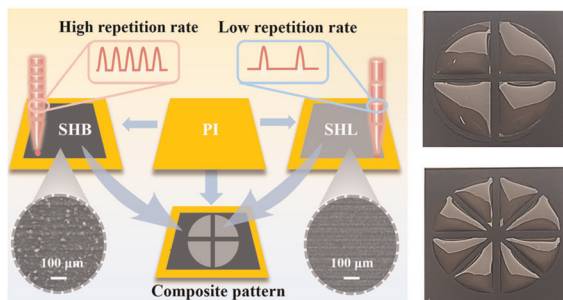 High repetition rate
Low repetition rate
SHB
PI
SHL
100 μm
100 μm
Composite pattern